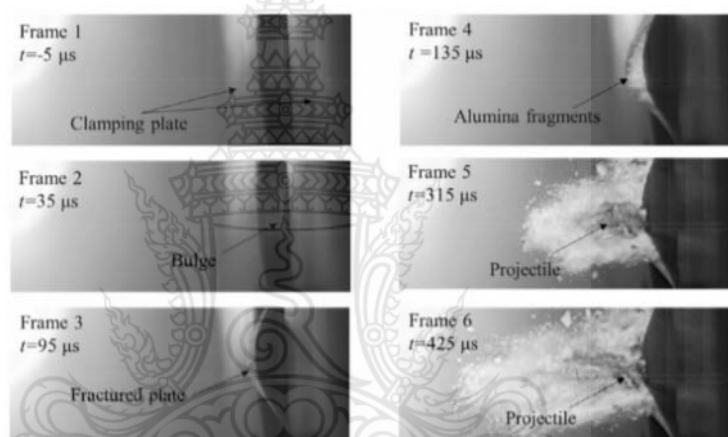 Frame 1
t=-5 μs
Clamping plate
Frame 2
t=35 μs
Bulge
Frame 3
t=95 μs
Fractured plate
Frame 4
t =135 μs
Alumina fragments
Frame 5
t=315 μs
Projectile
Frame 6
t=425 μs
Projectile